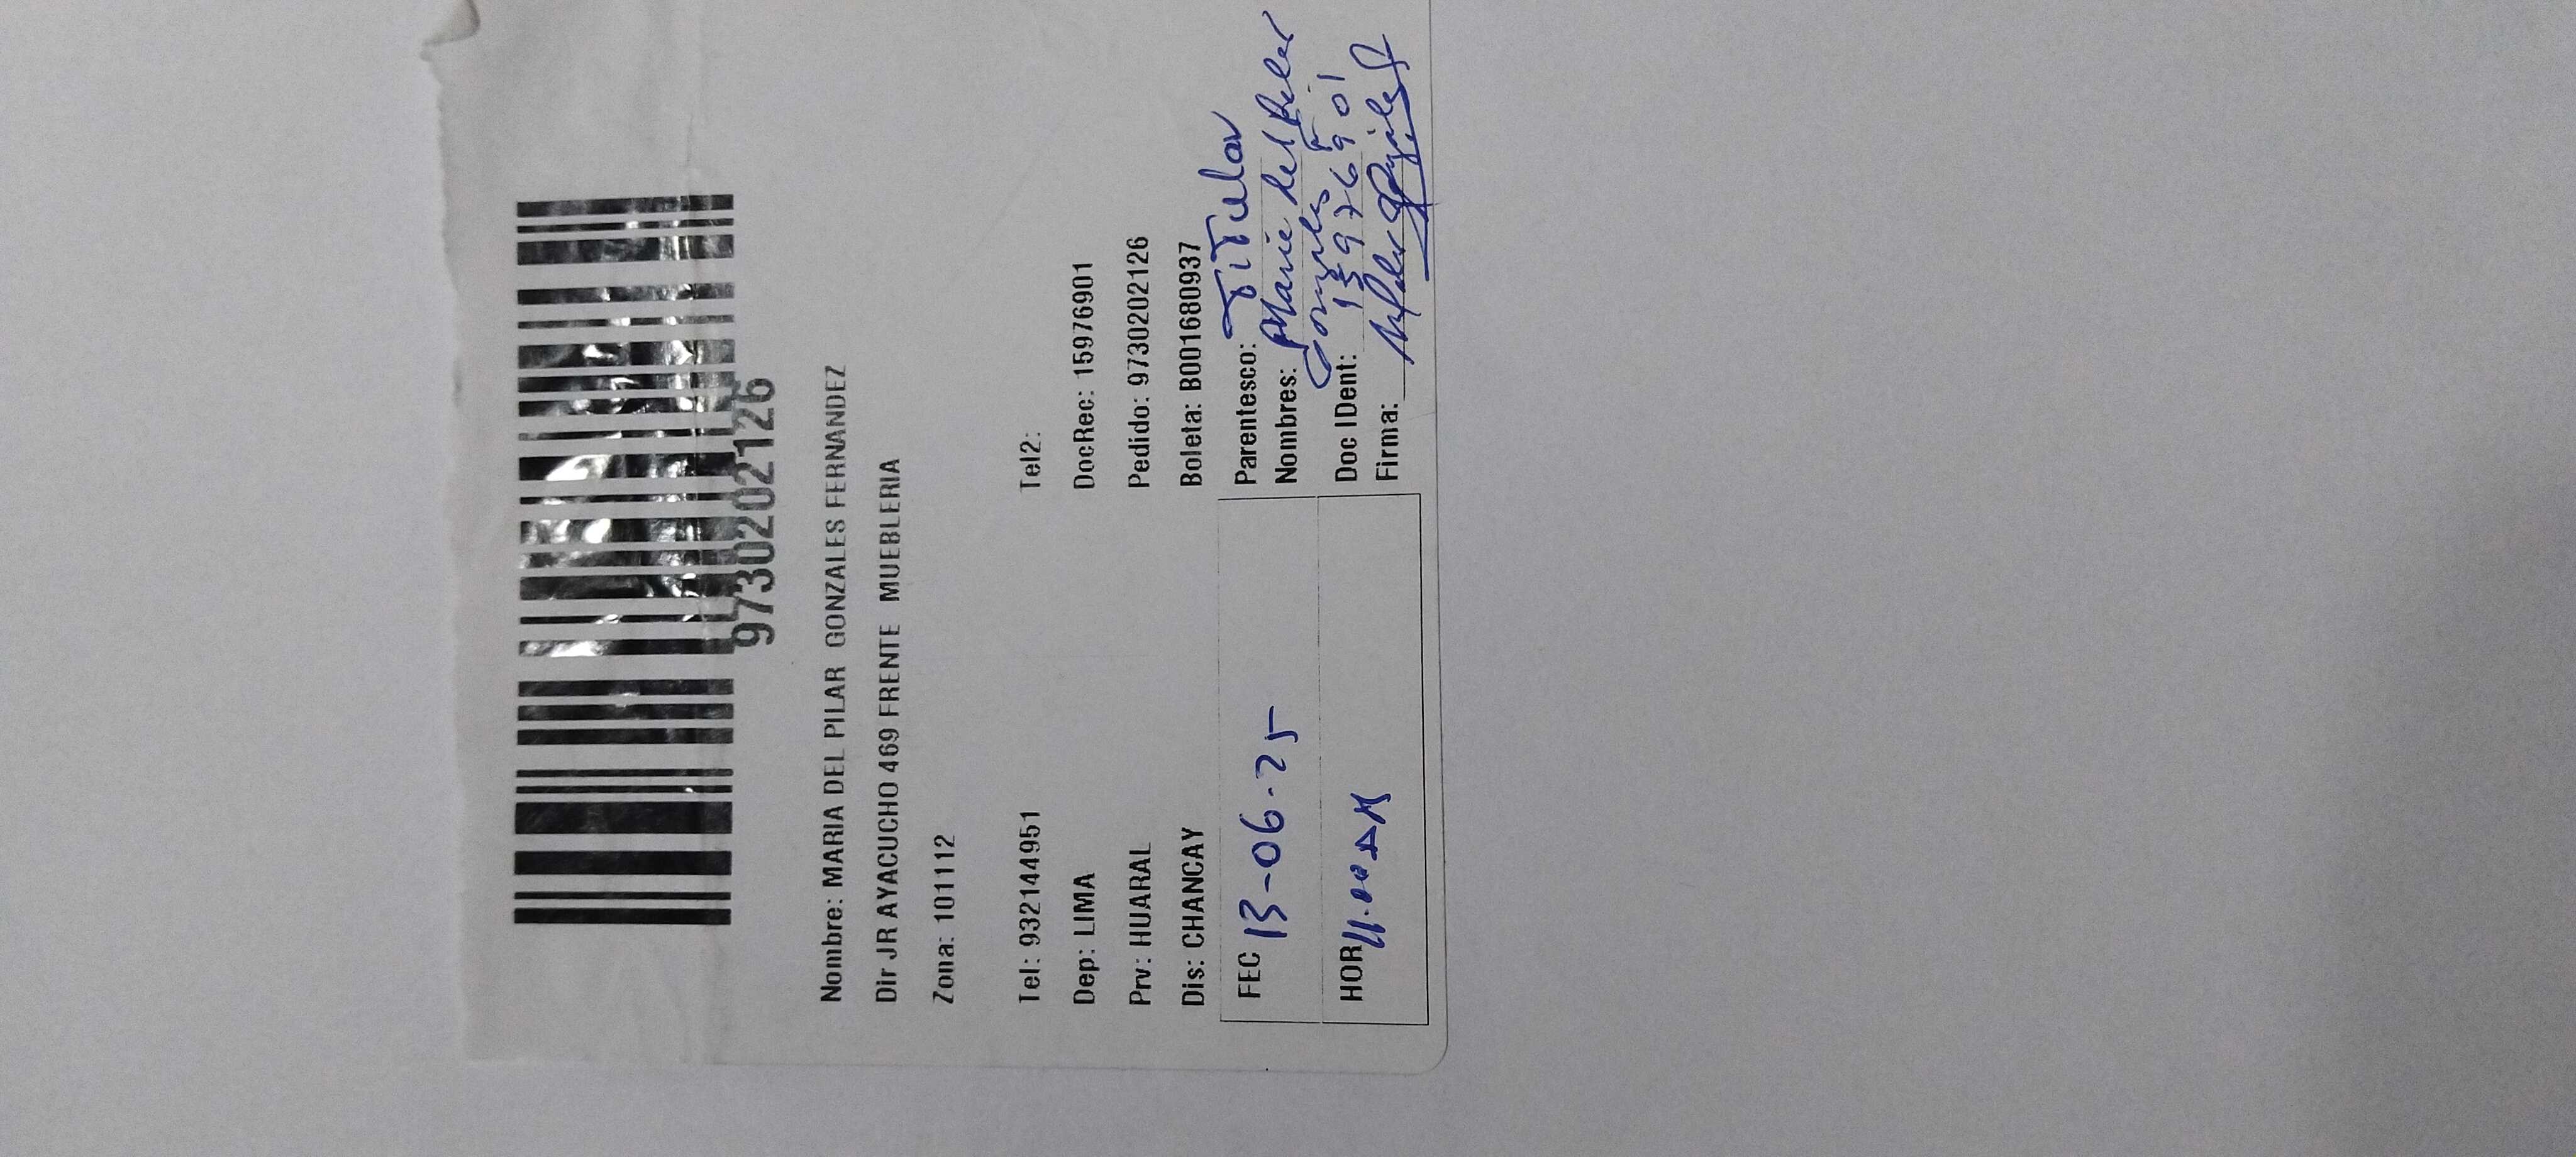 9730202126
Nombre: MARIA DEL PILAR GONZALES FERNANDEZ
Dir JR AYACUCHO 469 FRENTE MUEBLERIA
Zona: 101112
Tel: 932144951 Tel2:
Dep: LIMA DocRec: 15976901
Prv: HUARAL Pedido: 9730202126
Dis: CHANCAY Boleta: B001680937
FEC 13-06-25 Parentesco: TiTular
Nombres: Maria del Pilar
Gonzales F
HOR 11:00 AM Doc IDent: 15976901
Firma: